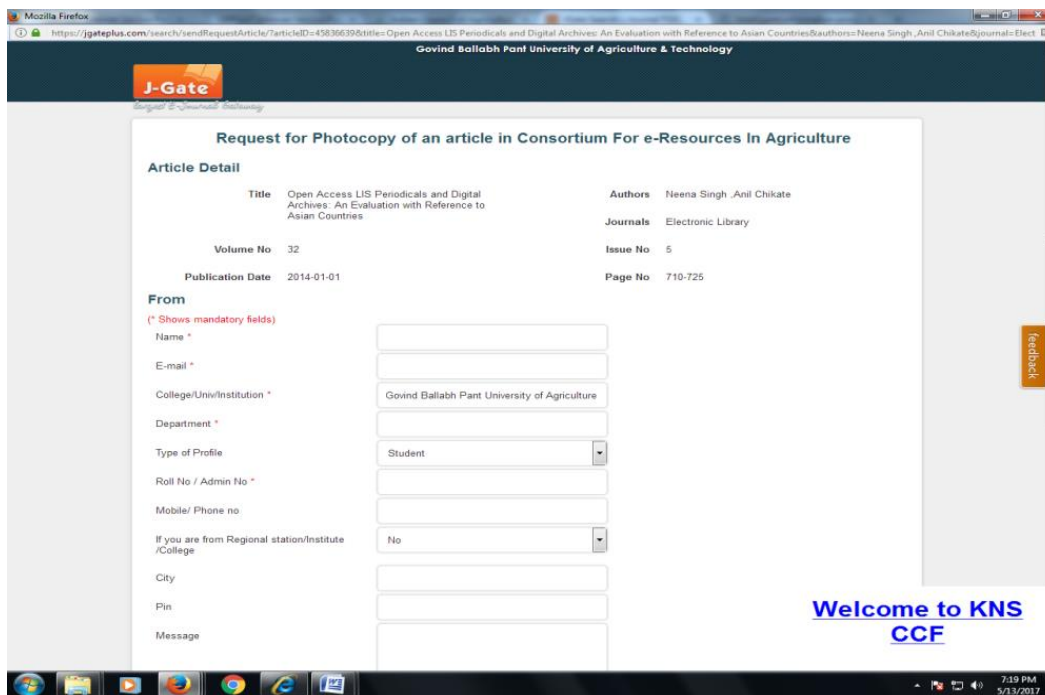 Mozilla Firefox
https://jgateplus.com/search/sendRequestArticle/?articleID=45836639&title=Open Access LIS Periodicals and Digital Archives: An Evaluation with Reference to Asian Countries&authors=Neena Singh ,Anil Chikate&journal=Elect
Govind Ballabh Pant University of Agriculture & Technology
J-Gate
largest E-Journal Gateway
Request for Photocopy of an article in Consortium For e-Resources In Agriculture
Article Detail
Title Open Access LIS Periodicals and Digital
Archives: An Evaluation with Reference to
Asian Countries
Authors Neena Singh ,Anil Chikate
Journals Electronic Library
Volume No 32
Issue No 5
Publication Date 2014-01-01
Page No 710-725
From
(* Shows mandatory fields)
Name *
E-mail *
College/Univ/Institution * Govind Ballabh Pant University of Agriculture
Department *
Type of Profile Student
Roll No / Admin No *
Mobile/ Phone no
If you are from Regional station/Institute
/College
No
City
Pin
Message
feedback
Welcome to KNS
CCF
7:19 PM
5/13/2017